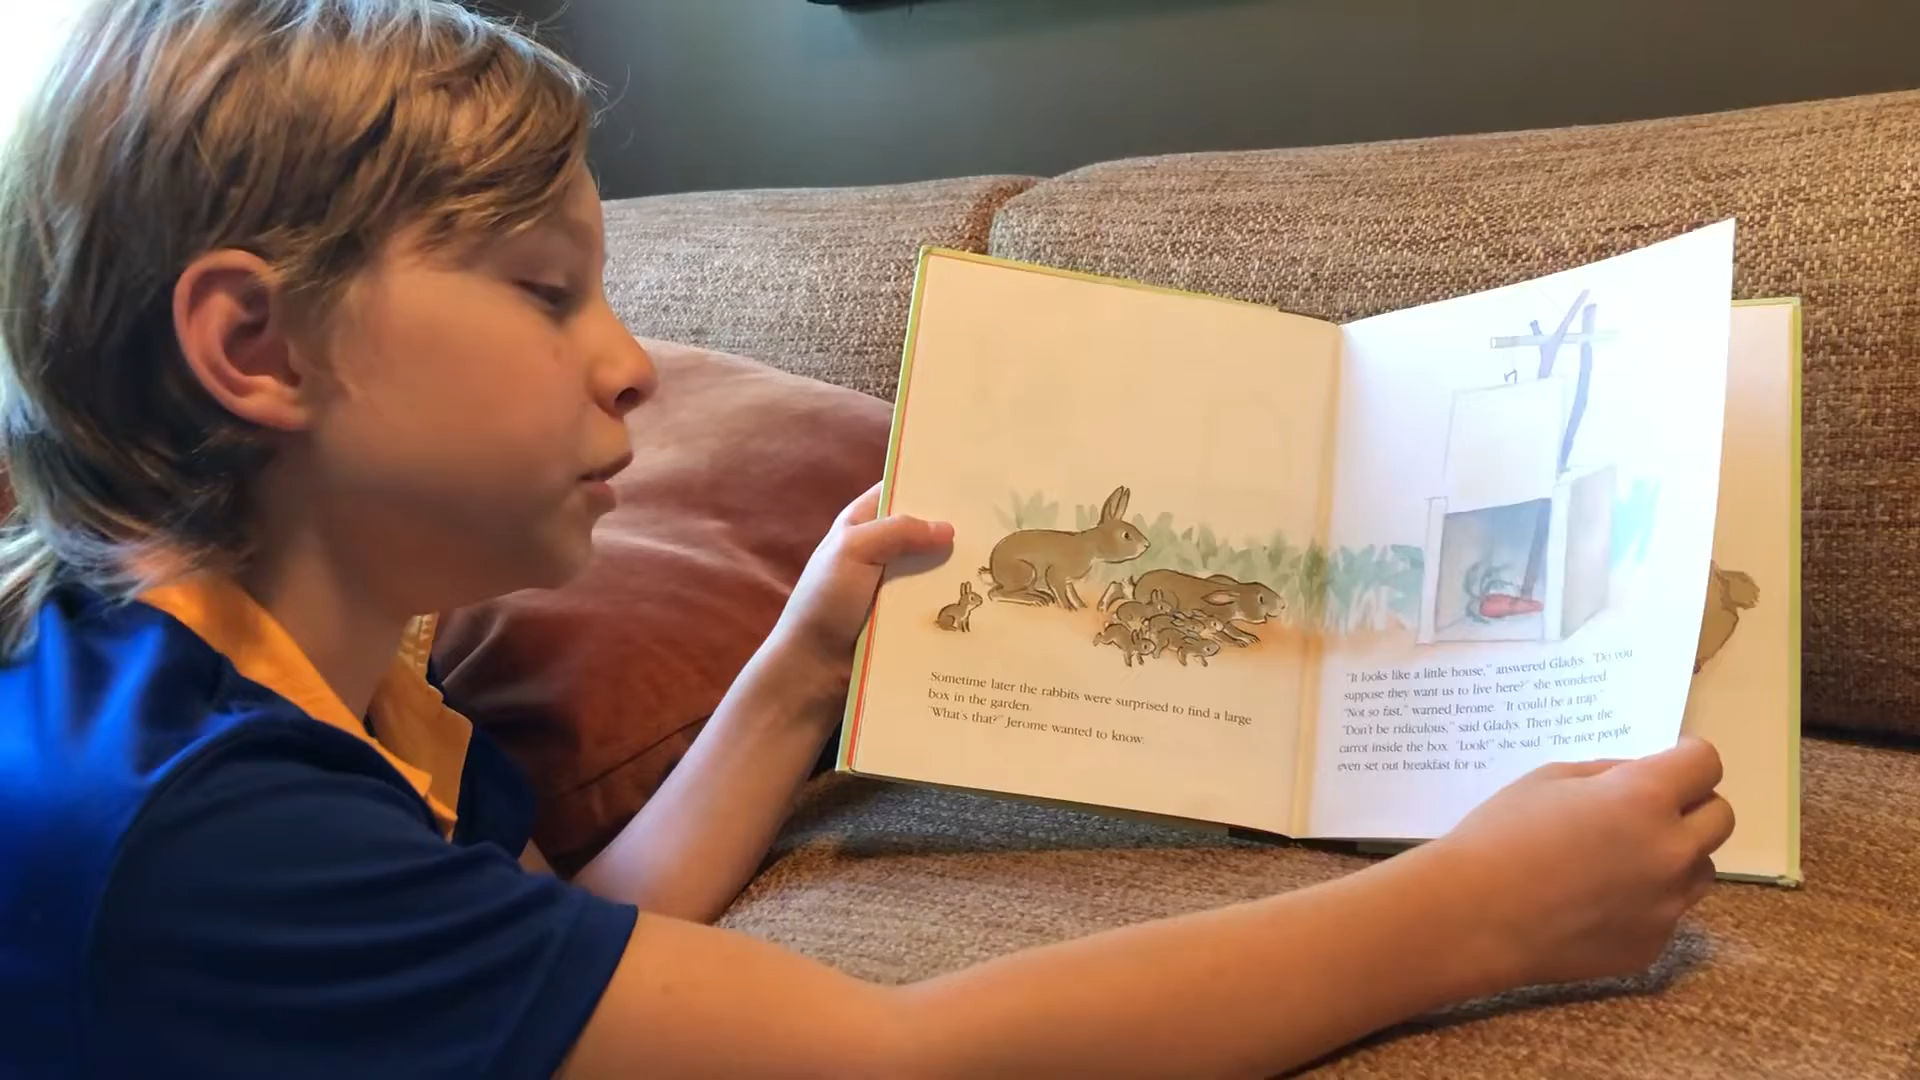 Sometime later the rabbits were surprised to find a large
box in the garden.
"What's that?" Jerome wanted to know.
"It looks like a little house," answered Gladys. "Do you
suppose they want us to live here?" she wondered.
"Not so fast," warned Jerome. "It could be a trap."
"Don't be ridiculous," said Gladys. Then she saw the
carrot inside the box. "Look!" she said. "The nice people
even set out breakfast for us."